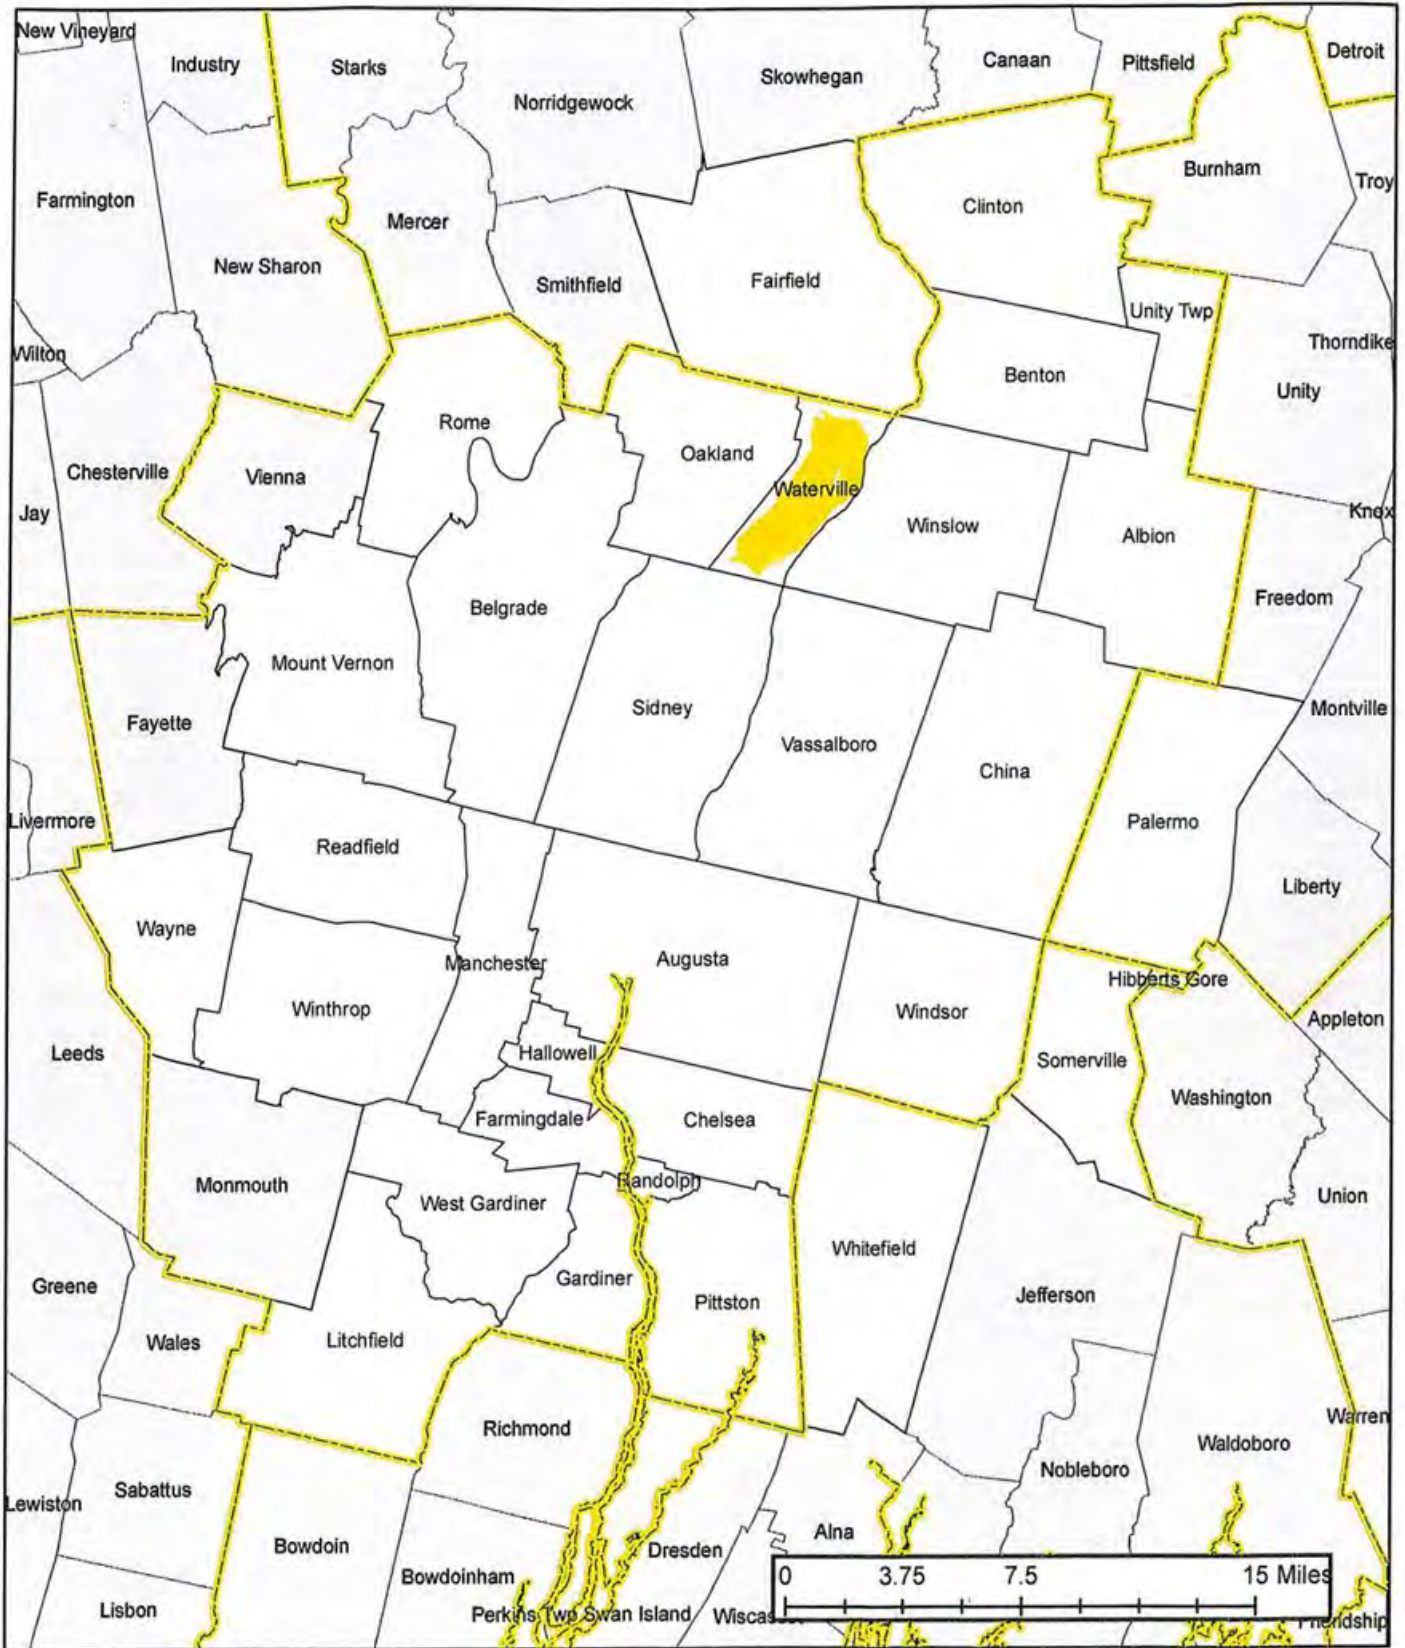 New Vineyard
Industry
Starks
Norridgewock
Skowhegan
Canaan
Pittsfield
Detroit
Farmington
Mercer
Clinton
Burnham
Troy
New Sharon
Smithfield
Fairfield
Unity Twp
Thorndike
Wilton
Benton
Unity
Rome
Oakland
Chesterville
Vienna
Waterville
Jay
Winslow
Albion
Knox
Belgrade
Freedom
Mount Vernon
Sidney
Montville
Fayette
Vassalboro
China
Livermore
Readfield
Palermo
Liberty
Wayne
Manchester
Augusta
Hibberts Gore
Winthrop
Windsor
Appleton
Leeds
Hallowell
Somerville
Washington
Farmingdale
Chelsea
Monmouth
Randolph
West Gardiner
Union
Whitefield
Greene
Gardiner
Pittston
Jefferson
Wales
Litchfield
Richmond
Warren
Waldoboro
Nobleboro
Sabattus
Lewiston
Alna
Bowdoin
Dresden
Bowdoinham
0 3.75 7.5 15 Miles
Lisbon
Perkins Twp Swan Island
Wiscass
Friendship